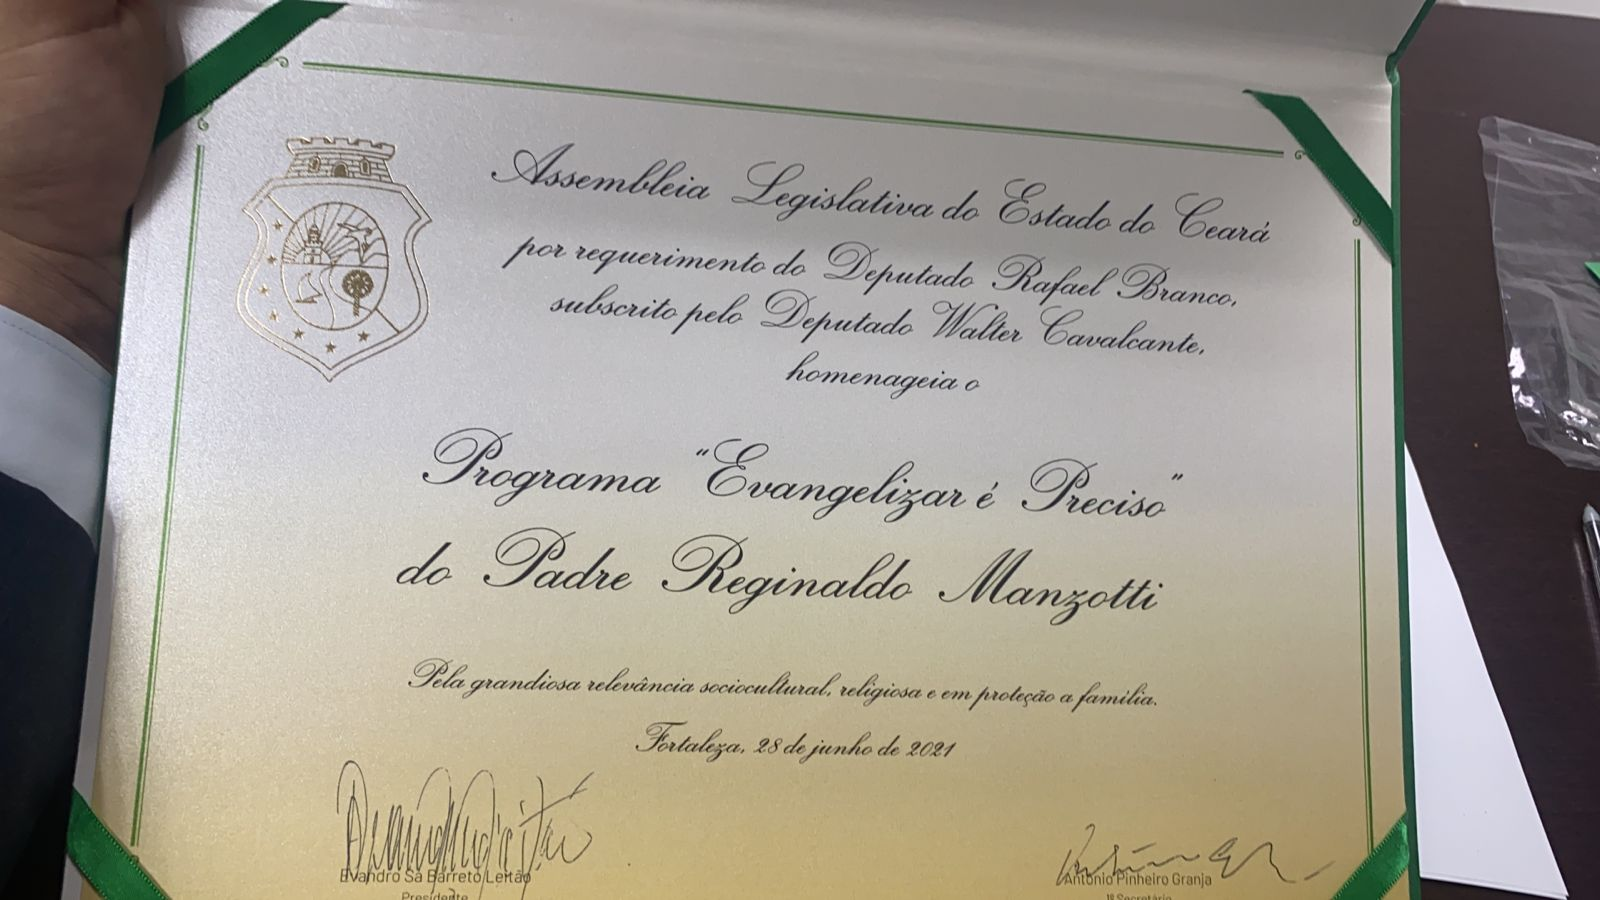 Assembleia Legislativa do Estado do Ceará
por requerimento do Deputado Rafael Branco,
subscrito pelo Deputado Walter Cavalcante,
homenageia o
Programa "Evangelizar é Preciso"
do Padre Reginaldo Manzotti
Pela grandiosa relevância sociocultural, religiosa e em proteção a família.
Fortaleza, 28 de junho de 2021
Evandro Sá Barreto Leitão
Presidente
Antônio Pinheiro Granja
1º Secretário